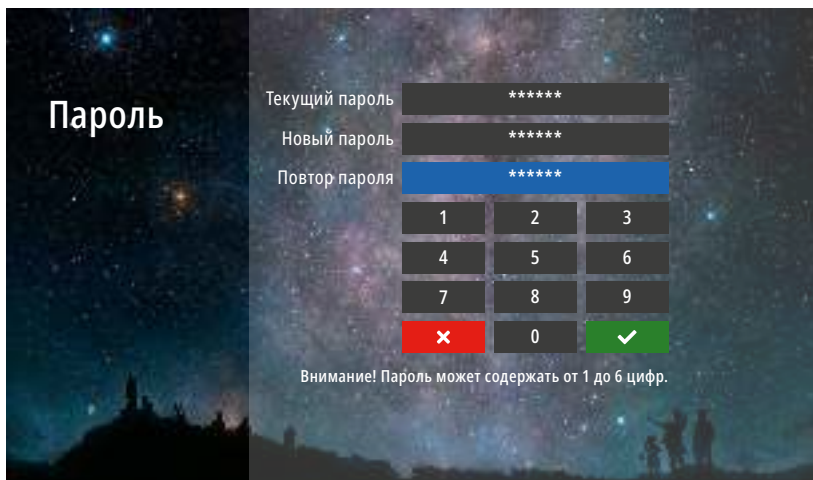 Пароль
Текущий пароль ******
Новый пароль ******
Повтор пароля ******
1 2 3
4 5 6
7 8 9
0
Внимание! Пароль может содержать от 1 до 6 цифр.